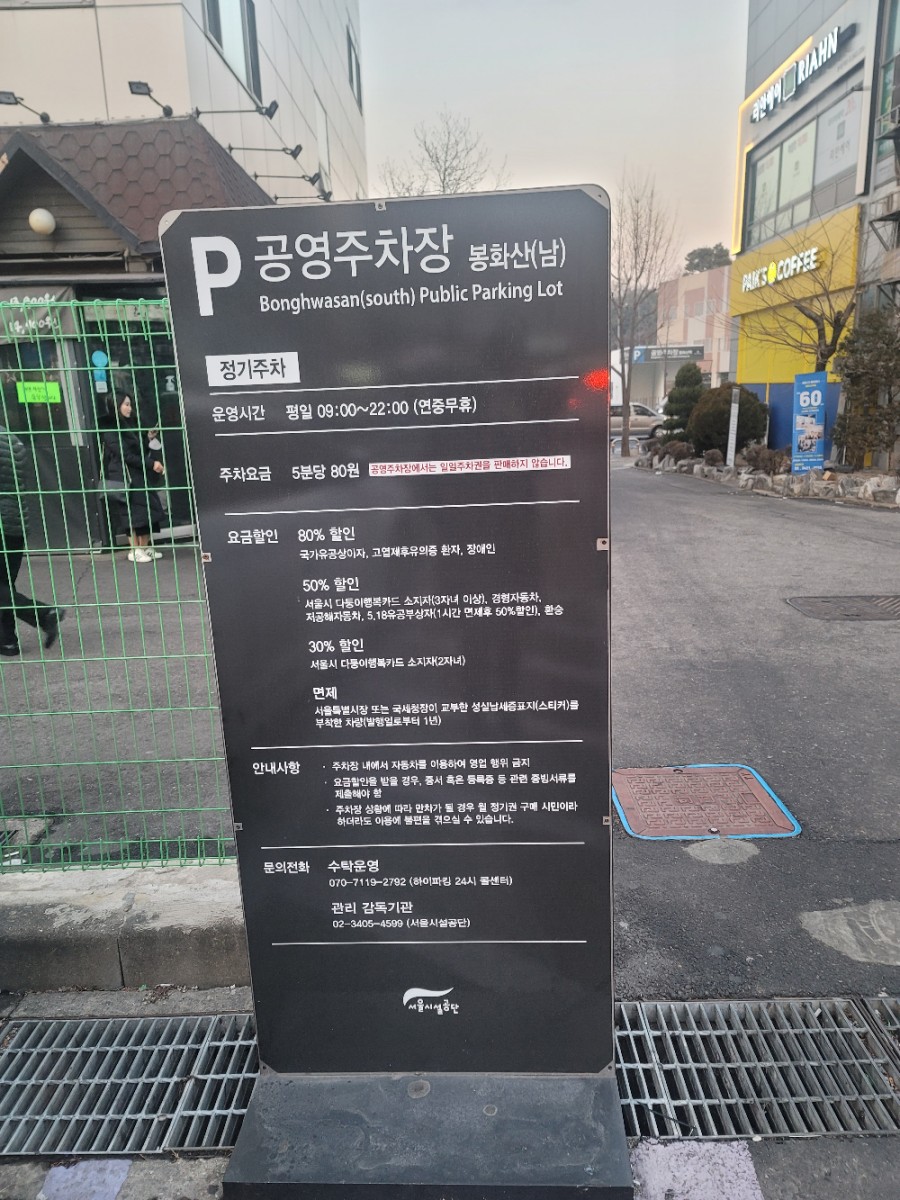 P 공영주차장 봉화산(남)
Bonghwasan(south) Public Parking Lot
정기주차
운영시간 평일 09:00~22:00 (연중무휴)
주차요금 5분당 80원 공영주차장에서는 일일주차권을 판매하지 않습니다.
요금할인 80% 할인
국가유공상이자, 고엽제후유의증 환자, 장애인
50% 할인
서울시 다둥이행복카드 소지자(3자녀 이상), 경형자동차,
저공해자동차, 5.18유공부상자(1시간 면제후 50%할인), 환승
30% 할인
서울시 다둥이행복카드 소지자(2자녀)
면제
서울특별시장 또는 국세청장이 교부한 성실납세증표지(스티커)를
부착한 차량(발행일로부터 1년)
안내사항 · 주차장 내에서 자동차를 이용하여 영업 행위 금지
· 요금할인을 받을 경우, 증서 혹은 등록증 등 관련 증빙서류를
제출해야 함
· 주차장 상황에 따라 만차가 될 경우 월 정기권 구매 시민이라
하더라도 이용에 불편을 겪으실 수 있습니다.
문의전화 수탁운영
070-7119-2792 (하이파킹 24시 콜센터)
관리 감독기관
02-3405-4599 (서울시설공단)
서울시설공단
리안헤어 RIAHN
PAIK'S COFFEE
P 공영주차장
60